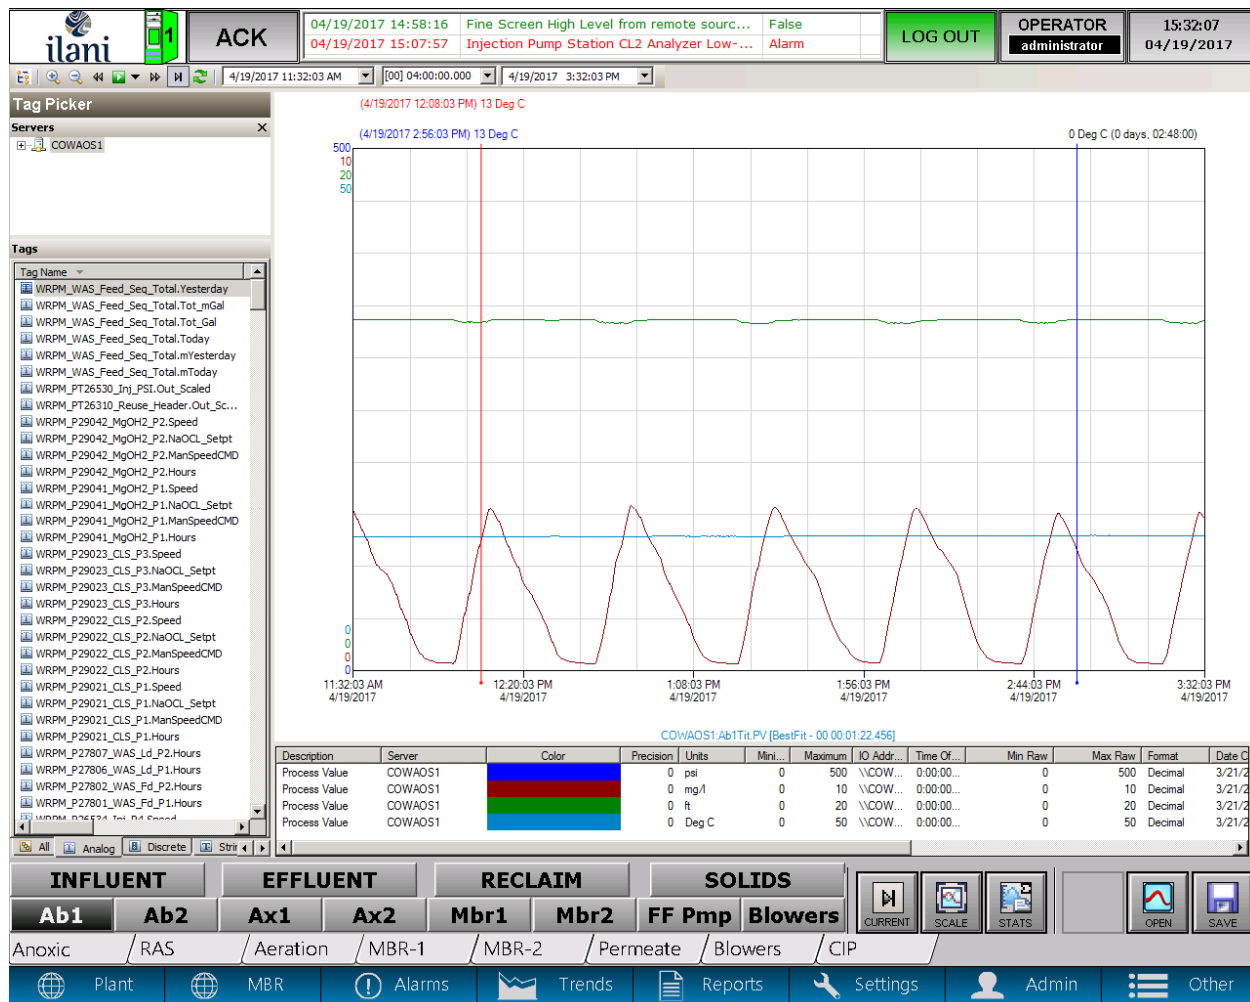 ilani
1
ACK
04/19/2017 14:58:16 Fine Screen High Level from remote sourc... False
04/19/2017 15:07:57 Injection Pump Station CL2 Analyzer Low-... Alarm
LOG OUT
OPERATOR
administrator
15:32:07
04/19/2017
4/19/2017 11:32:03 AM [00] 04:00:00.000 4/19/2017 3:32:03 PM
Tag Picker
Servers
COWAOS1
Tags
Tag Name
WRPM_WAS_Feed_Seq_Total.Yesterday
WRPM_WAS_Feed_Seq_Total.Tot_mGal
WRPM_WAS_Feed_Seq_Total.Tot_Gal
WRPM_WAS_Feed_Seq_Total.Today
WRPM_WAS_Feed_Seq_Total.mYesterday
WRPM_WAS_Feed_Seq_Total.mToday
WRPM_PT26530_Inj_PSI.Out_Scaled
WRPM_PT26310_Reuse_Header.Out_Sc...
WRPM_P29042_MgOH2_P2.Speed
WRPM_P29042_MgOH2_P2.NaOCL_Setpt
WRPM_P29042_MgOH2_P2.ManSpeedCMD
WRPM_P29042_MgOH2_P2.Hours
WRPM_P29041_MgOH2_P1.Speed
WRPM_P29041_MgOH2_P1.NaOCL_Setpt
WRPM_P29041_MgOH2_P1.ManSpeedCMD
WRPM_P29041_MgOH2_P1.Hours
WRPM_P29023_CLS_P3.Speed
WRPM_P29023_CLS_P3.NaOCL_Setpt
WRPM_P29023_CLS_P3.ManSpeedCMD
WRPM_P29023_CLS_P3.Hours
WRPM_P29022_CLS_P2.Speed
WRPM_P29022_CLS_P2.NaOCL_Setpt
WRPM_P29022_CLS_P2.ManSpeedCMD
WRPM_P29022_CLS_P2.Hours
WRPM_P29021_CLS_P1.Speed
WRPM_P29021_CLS_P1.NaOCL_Setpt
WRPM_P29021_CLS_P1.ManSpeedCMD
WRPM_P29021_CLS_P1.Hours
WRPM_P27807_WAS_Ld_P2.Hours
WRPM_P27806_WAS_Ld_P1.Hours
WRPM_P27802_WAS_Fd_P2.Hours
WRPM_P27801_WAS_Fd_P1.Hours
WRPM_P26534_Inj_P4.Speed
All Analog Discrete Strin
(4/19/2017 12:08:03 PM) 13 Deg C
(4/19/2017 2:56:03 PM) 13 Deg C
0 Deg C (0 days, 02:48:00)
500
10
20
50
0
0
0
0
11:32:03 AM 12:20:03 PM 1:08:03 PM 1:56:03 PM 2:44:03 PM 3:32:03 PM
4/19/2017 4/19/2017 4/19/2017 4/19/2017 4/19/2017 4/19/2017
COWAOS1:Ab1Tit.PV [BestFit - 00 00:01:22.456]
Description Server Color Precision Units Mini... Maximum IO Addr... Time Of... Min Raw Max Raw Format Date C
Process Value COWAOS1 0 psi 0 500 \\COW... 0:00:00... 0 500 Decimal 3/21/2
Process Value COWAOS1 0 mg/l 0 10 \\COW... 0:00:00... 0 10 Decimal 3/21/2
Process Value COWAOS1 0 ft 0 20 \\COW... 0:00:00... 0 20 Decimal 3/21/2
Process Value COWAOS1 0 Deg C 0 50 \\COW... 0:00:00... 0 50 Decimal 3/21/2
INFLUENT EFFLUENT RECLAIM SOLIDS
Ab1 Ab2 Ax1 Ax2 Mbr1 Mbr2 FF Pmp Blowers
CURRENT SCALE STATS OPEN SAVE
Anoxic RAS Aeration MBR-1 MBR-2 Permeate Blowers CIP
Plant MBR Alarms Trends Reports Settings Admin Other